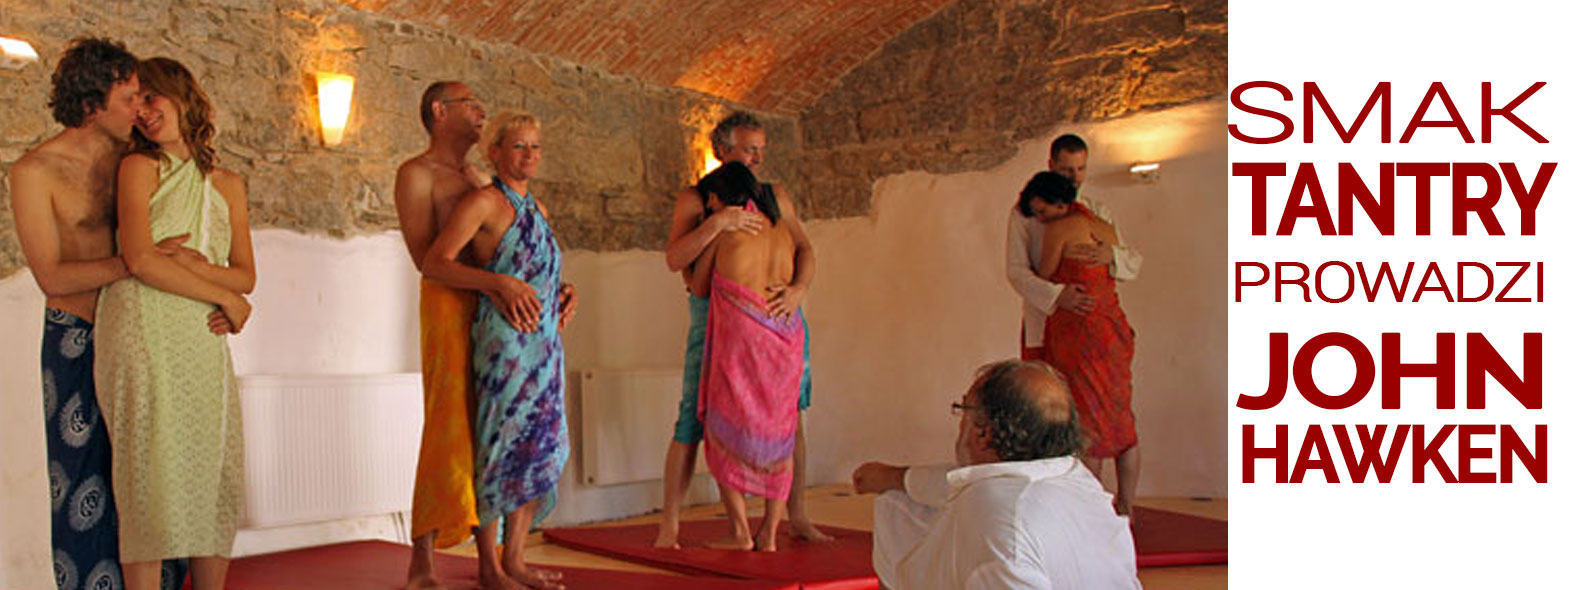 SMAK
TANTRY
PROWADZI
JOHN
HAWKEN